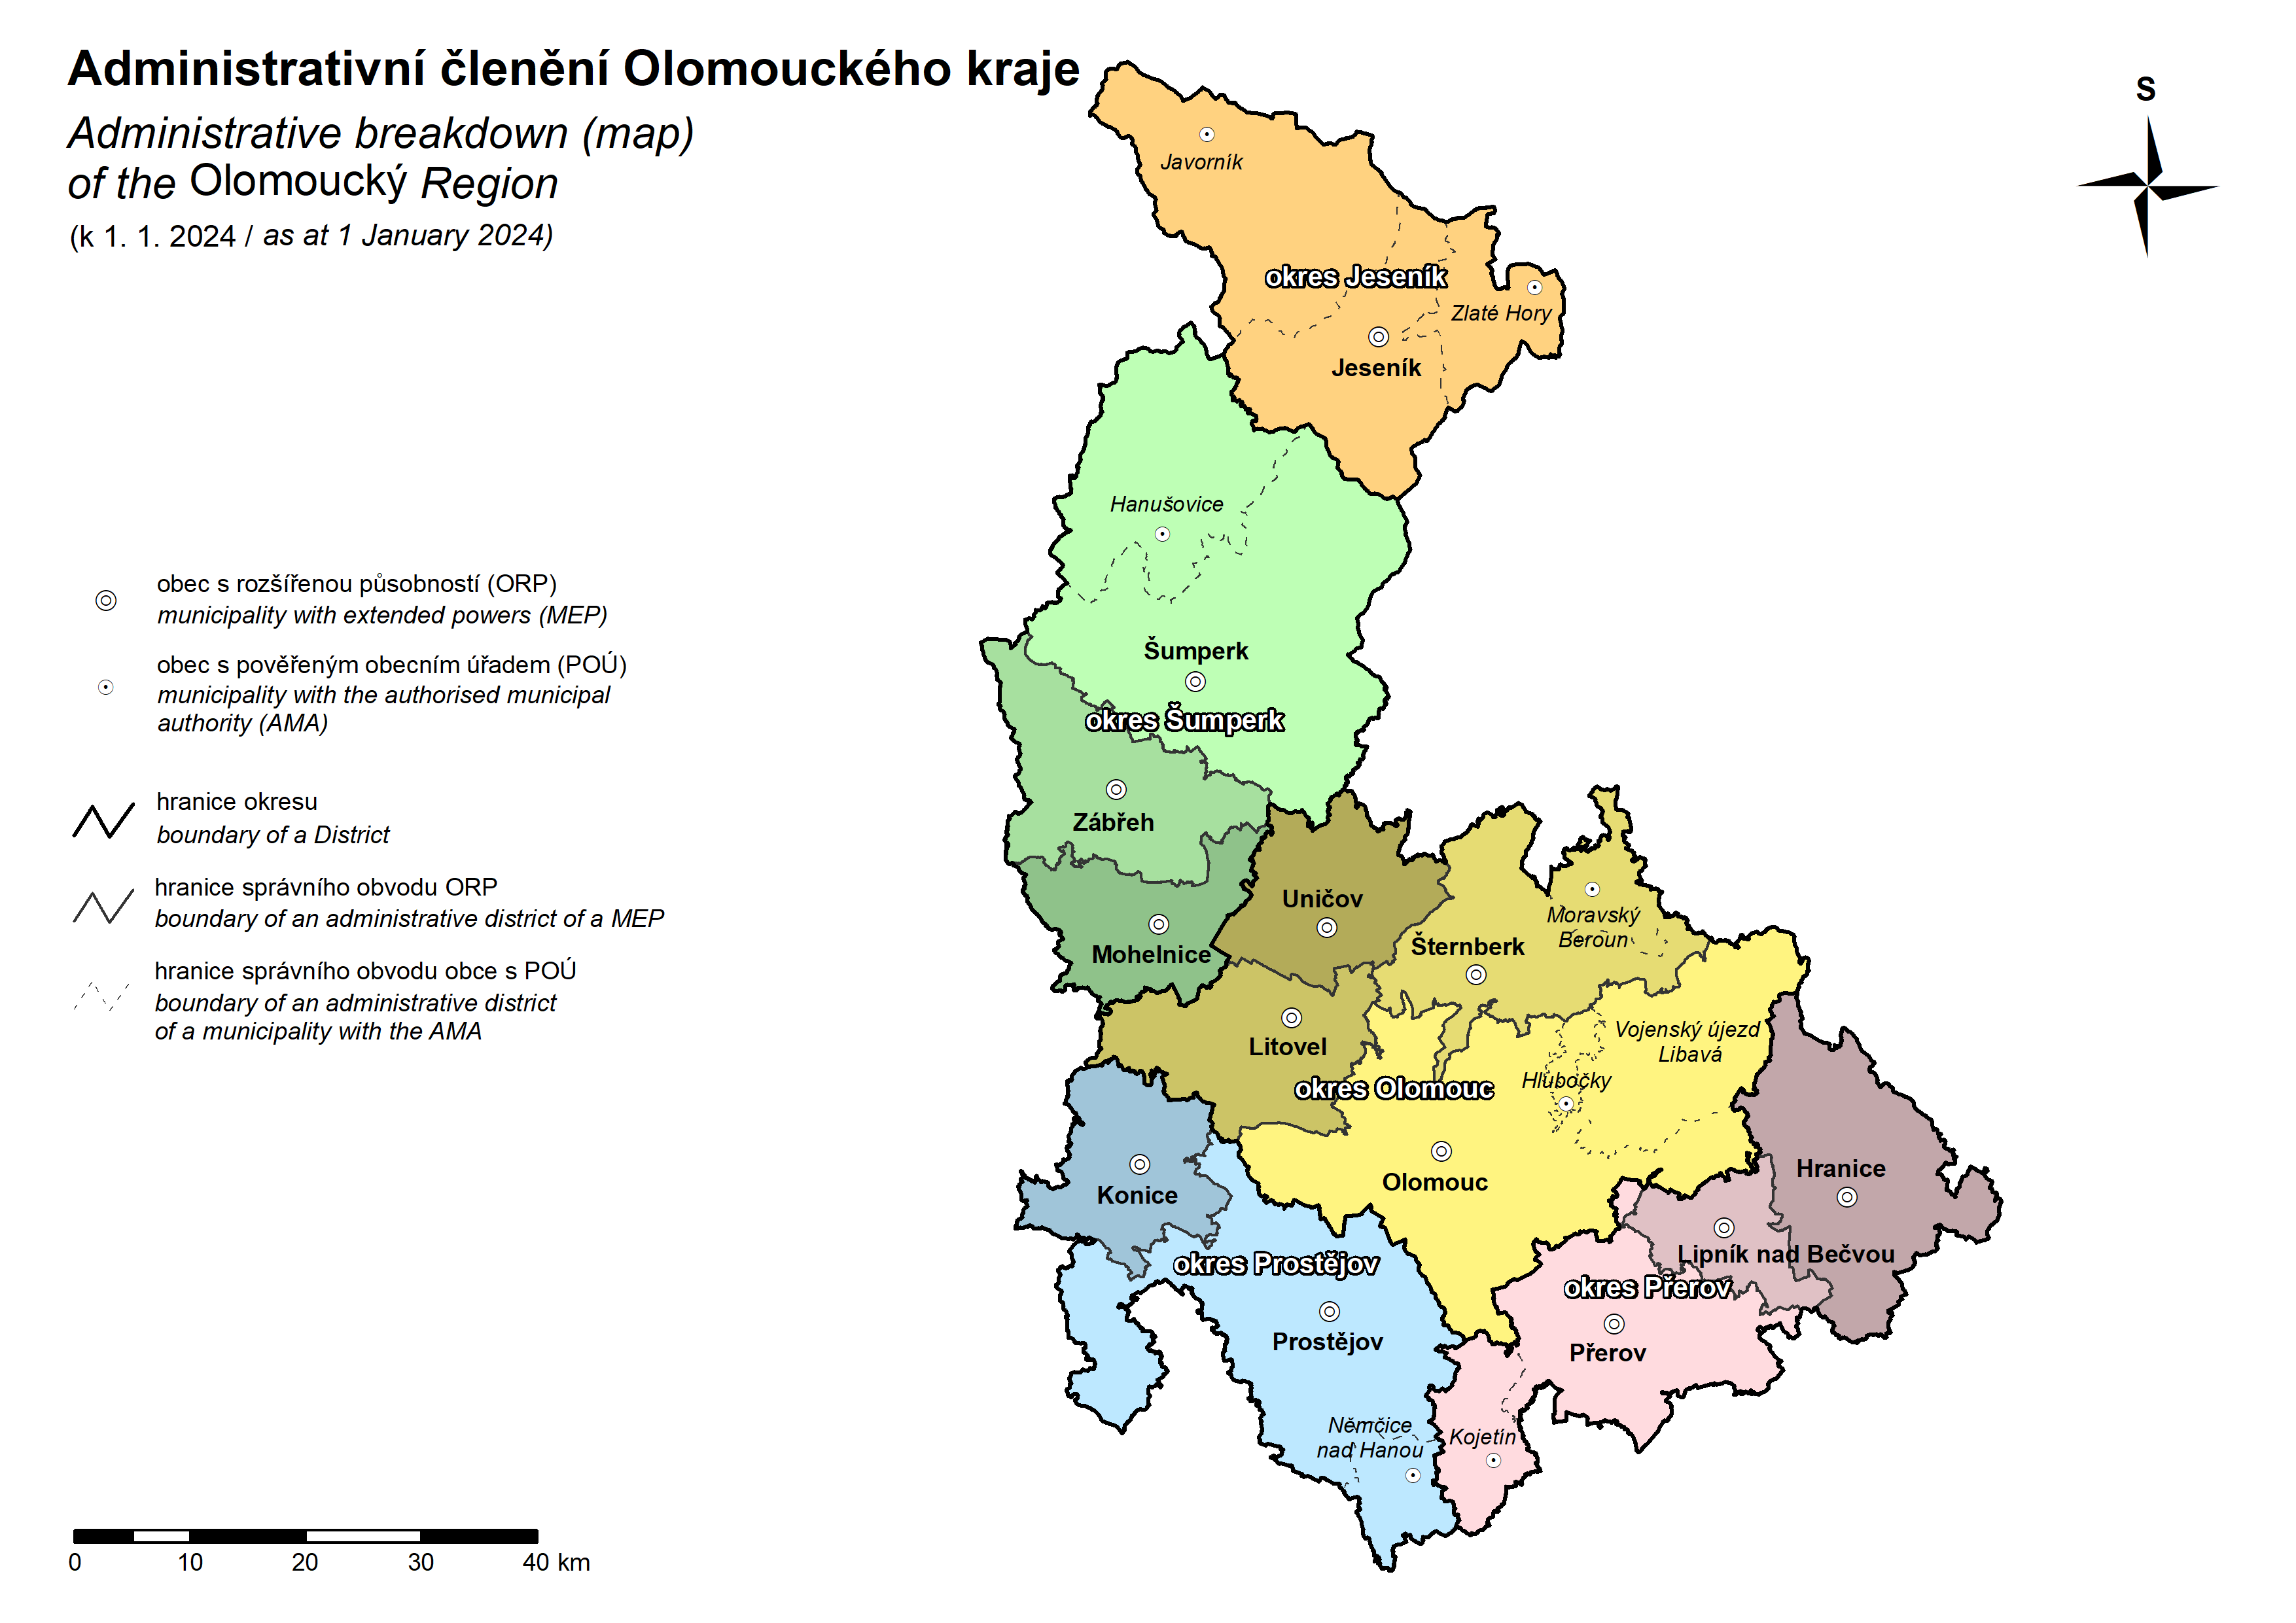 Administrativní členění Olomouckého kraje
Administrative breakdown (map)
of the Olomoucký Region
(k 1. 1. 2024 / as at 1 January 2024)
S
obec s rozšířenou působností (ORP)
municipality with extended powers (MEP)
obec s pověřeným obecním úřadem (POÚ)
municipality with the authorised municipal
authority (AMA)
hranice okresu
boundary of a District
hranice správního obvodu ORP
boundary of an administrative district of a MEP
hranice správního obvodu obce s POÚ
boundary of an administrative district
of a municipality with the AMA
0 10 20 30 40 km
Javorník
okres Jeseník
Zlaté Hory
Jeseník
Hanušovice
Šumperk
okres Šumperk
Zábřeh
Mohelnice
Uničov
Šternberk
Moravský
Beroun
Litovel
Vojenský újezd
Libavá
okres Olomouc
Hlubočky
Olomouc
Konice
Hranice
Lipník nad Bečvou
okres Prostějov
okres Přerov
Prostějov
Přerov
Němčice
nad Hanou
Kojetín